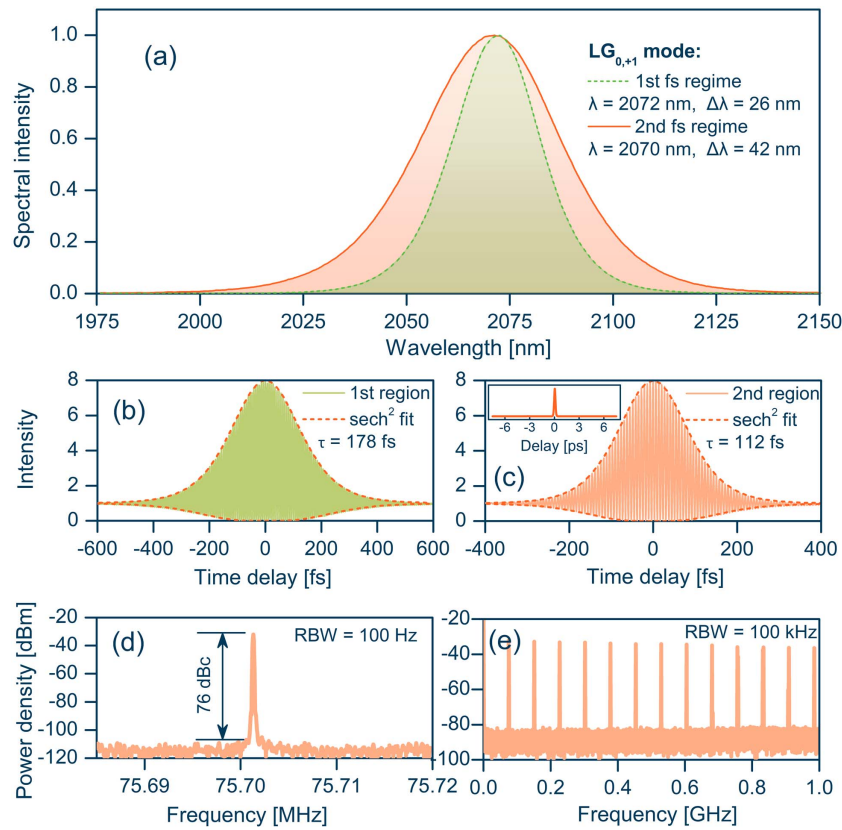 (a)
LG0,+1 mode:
1st fs regime
λ = 2072 nm, Δλ = 26 nm
2nd fs regime
λ = 2070 nm, Δλ = 42 nm
Spectral intensity
1.0
0.8
0.6
0.4
0.2
0.0
1975 2000 2025 2050 2075 2100 2125 2150
Wavelength [nm]
(b)
1st region
sech² fit
τ = 178 fs
Intensity
8
6
4
2
0
-600 -400 -200 0 200 400 600
Time delay [fs]
(c)
2nd region
sech² fit
τ = 112 fs
-6 -3 0 3 6
Delay [ps]
8
6
4
2
0
-400 -200 0 200 400
Time delay [fs]
(d)
RBW = 100 Hz
76 dBc
Power density [dBm]
-20
-40
-60
-80
-100
-120
75.69 75.70 75.71 75.72
Frequency [MHz]
(e)
RBW = 100 kHz
-20
-40
-60
-80
-100
0.0 0.2 0.4 0.6 0.8 1.0
Frequency [GHz]